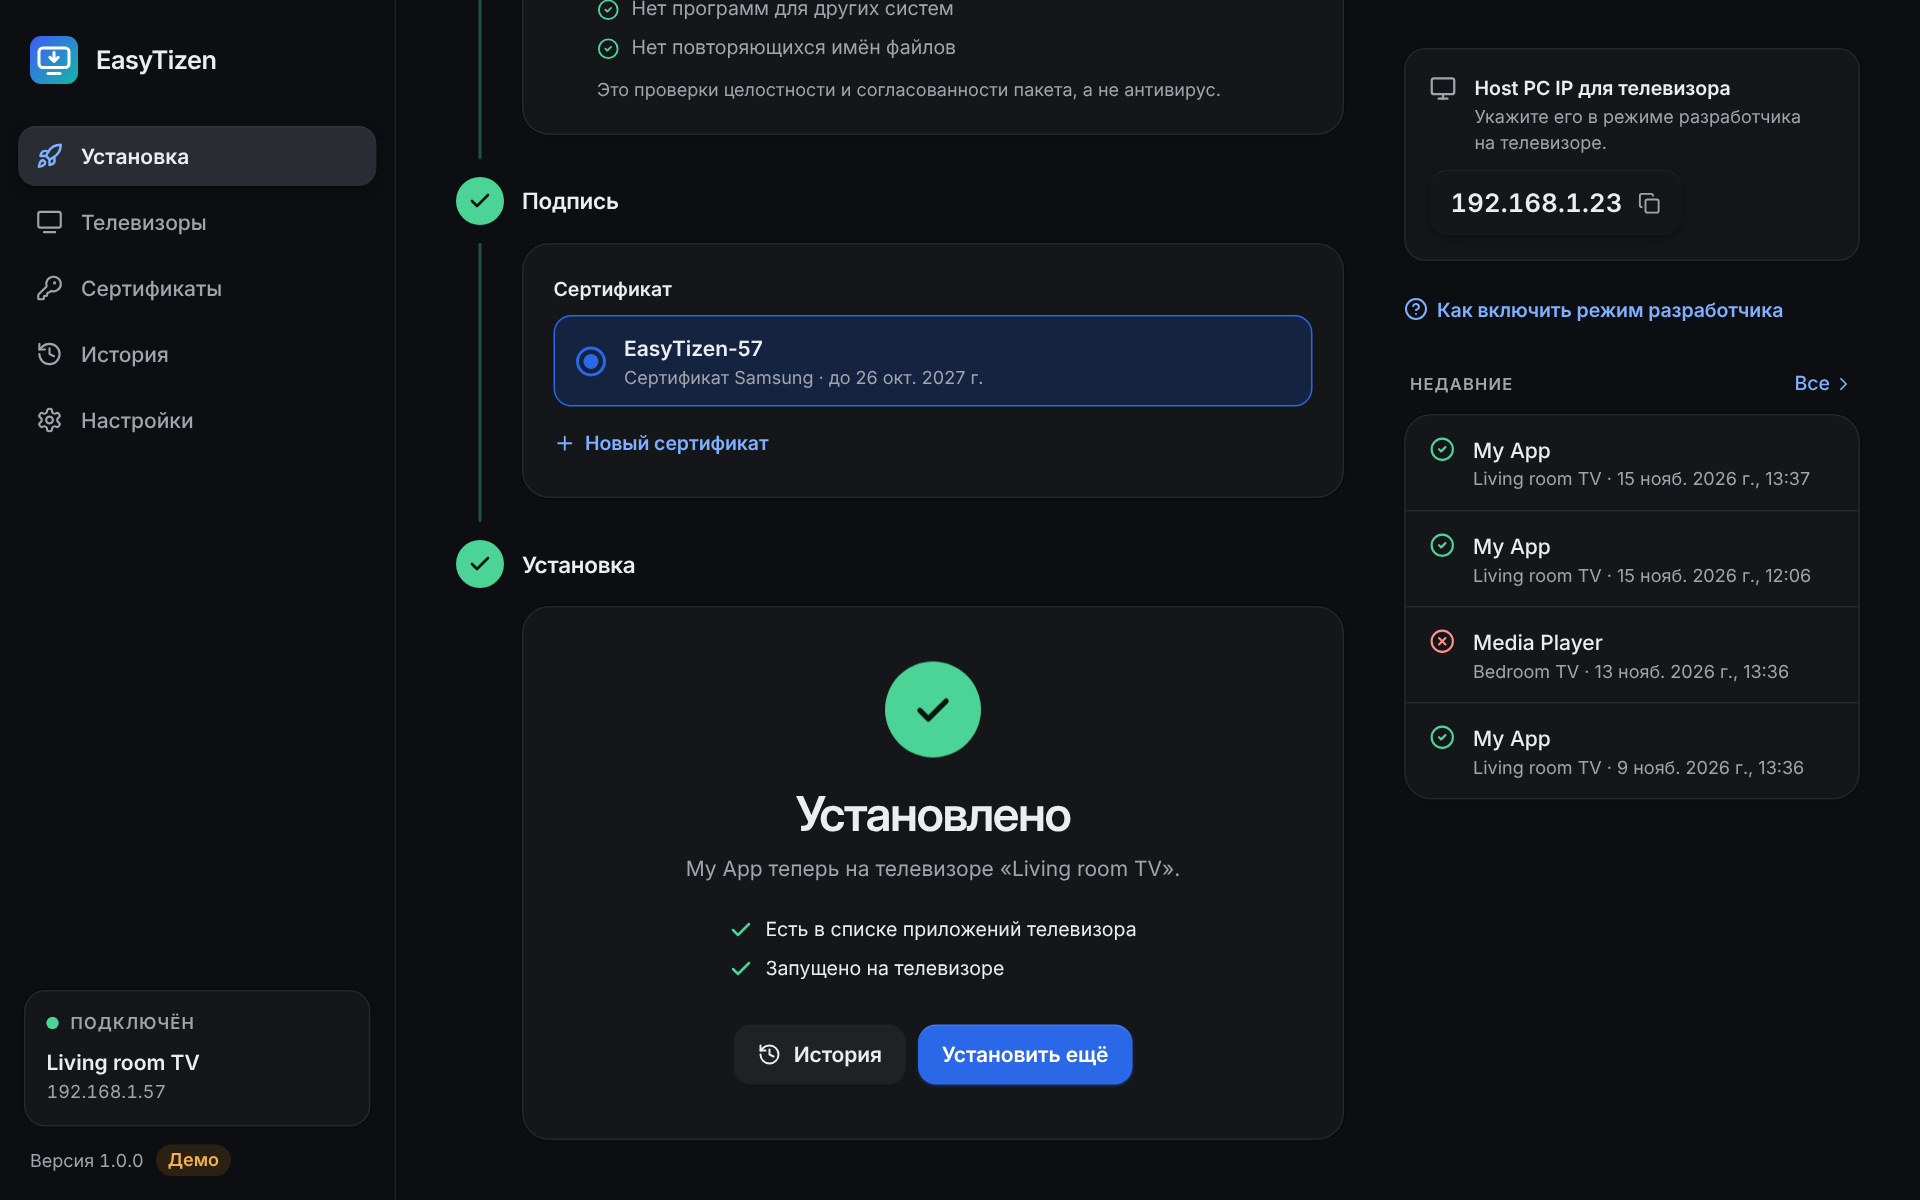 EasyTizen
Установка
Телевизоры
Сертификаты
История
Настройки
ПОДКЛЮЧЁН
Living room TV
192.168.1.57
Версия 1.0.0
Демо
Нет программ для других систем
Нет повторяющихся имён файлов
Это проверки целостности и согласованности пакета, а не антивирус.
Подпись
Сертификат
EasyTizen-57
Сертификат Samsung · до 26 окт. 2027 г.
Новый сертификат
Установка
Установлено
My App теперь на телевизоре «Living room TV».
Есть в списке приложений телевизора
Запущено на телевизоре
История
Установить ещё
Host PC IP для телевизора
Укажите его в режиме разработчика
на телевизоре.
192.168.1.23
Как включить режим разработчика
НЕДАВНИЕ
Все
My App
Living room TV · 15 нояб. 2026 г., 13:37
My App
Living room TV · 15 нояб. 2026 г., 12:06
Media Player
Bedroom TV · 13 нояб. 2026 г., 13:36
My App
Living room TV · 9 нояб. 2026 г., 13:36